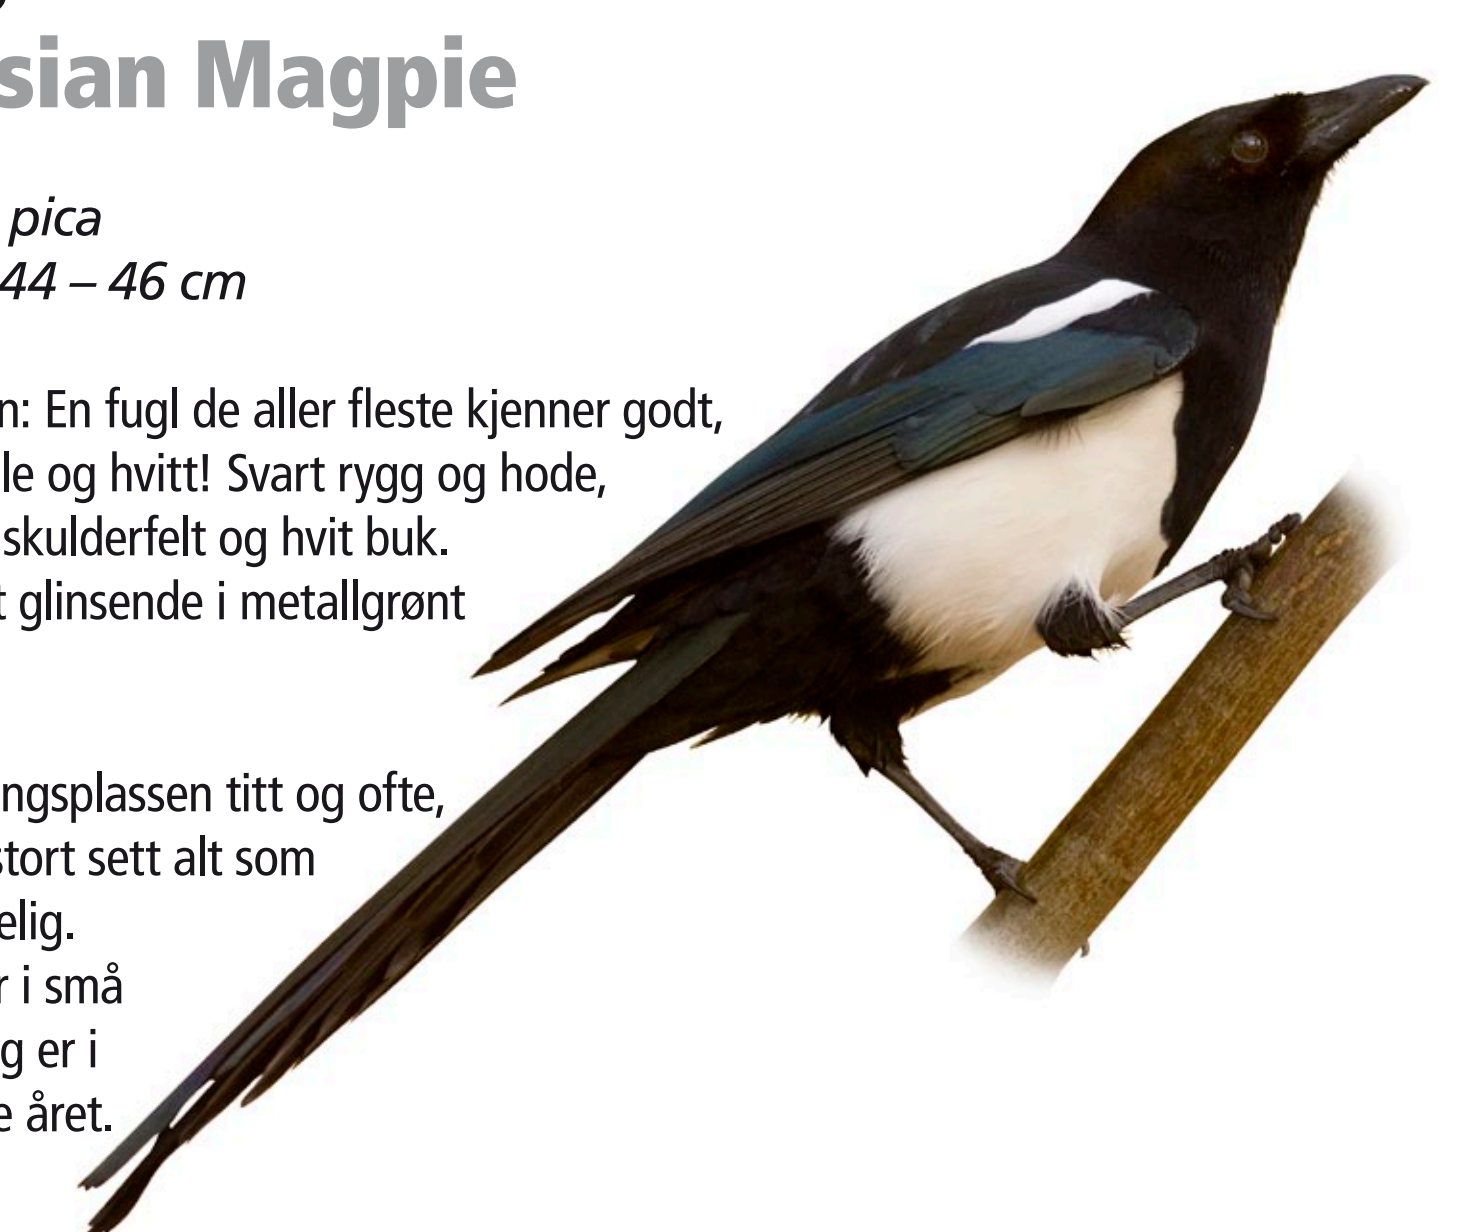 sian Magpie
pica
44 – 46 cm
n: En fugl de aller fleste kjenner godt,
le og hvitt! Svart rygg og hode,
skulderfelt og hvit buk.
t glinsende i metallgrønt
ngsplassen titt og ofte,
stort sett alt som
elig.
r i små
g er i
e året.